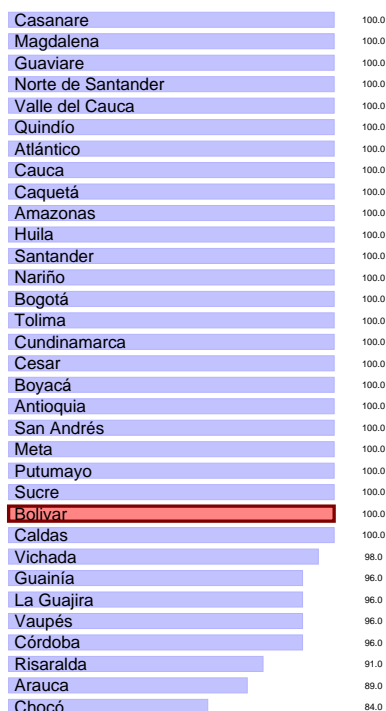 Casanare 100.0
Magdalena 100.0
Guaviare 100.0
Norte de Santander 100.0
Valle del Cauca 100.0
Quindío 100.0
Atlántico 100.0
Cauca 100.0
Caquetá 100.0
Amazonas 100.0
Huila 100.0
Santander 100.0
Nariño 100.0
Bogotá 100.0
Tolima 100.0
Cundinamarca 100.0
Cesar 100.0
Boyacá 100.0
Antioquia 100.0
San Andrés 100.0
Meta 100.0
Putumayo 100.0
Sucre 100.0
Bolivar 100.0
Caldas 100.0
Vichada 98.0
Guainía 96.0
La Guajira 96.0
Vaupés 96.0
Córdoba 96.0
Risaralda 91.0
Arauca 89.0
Chocó 84.0